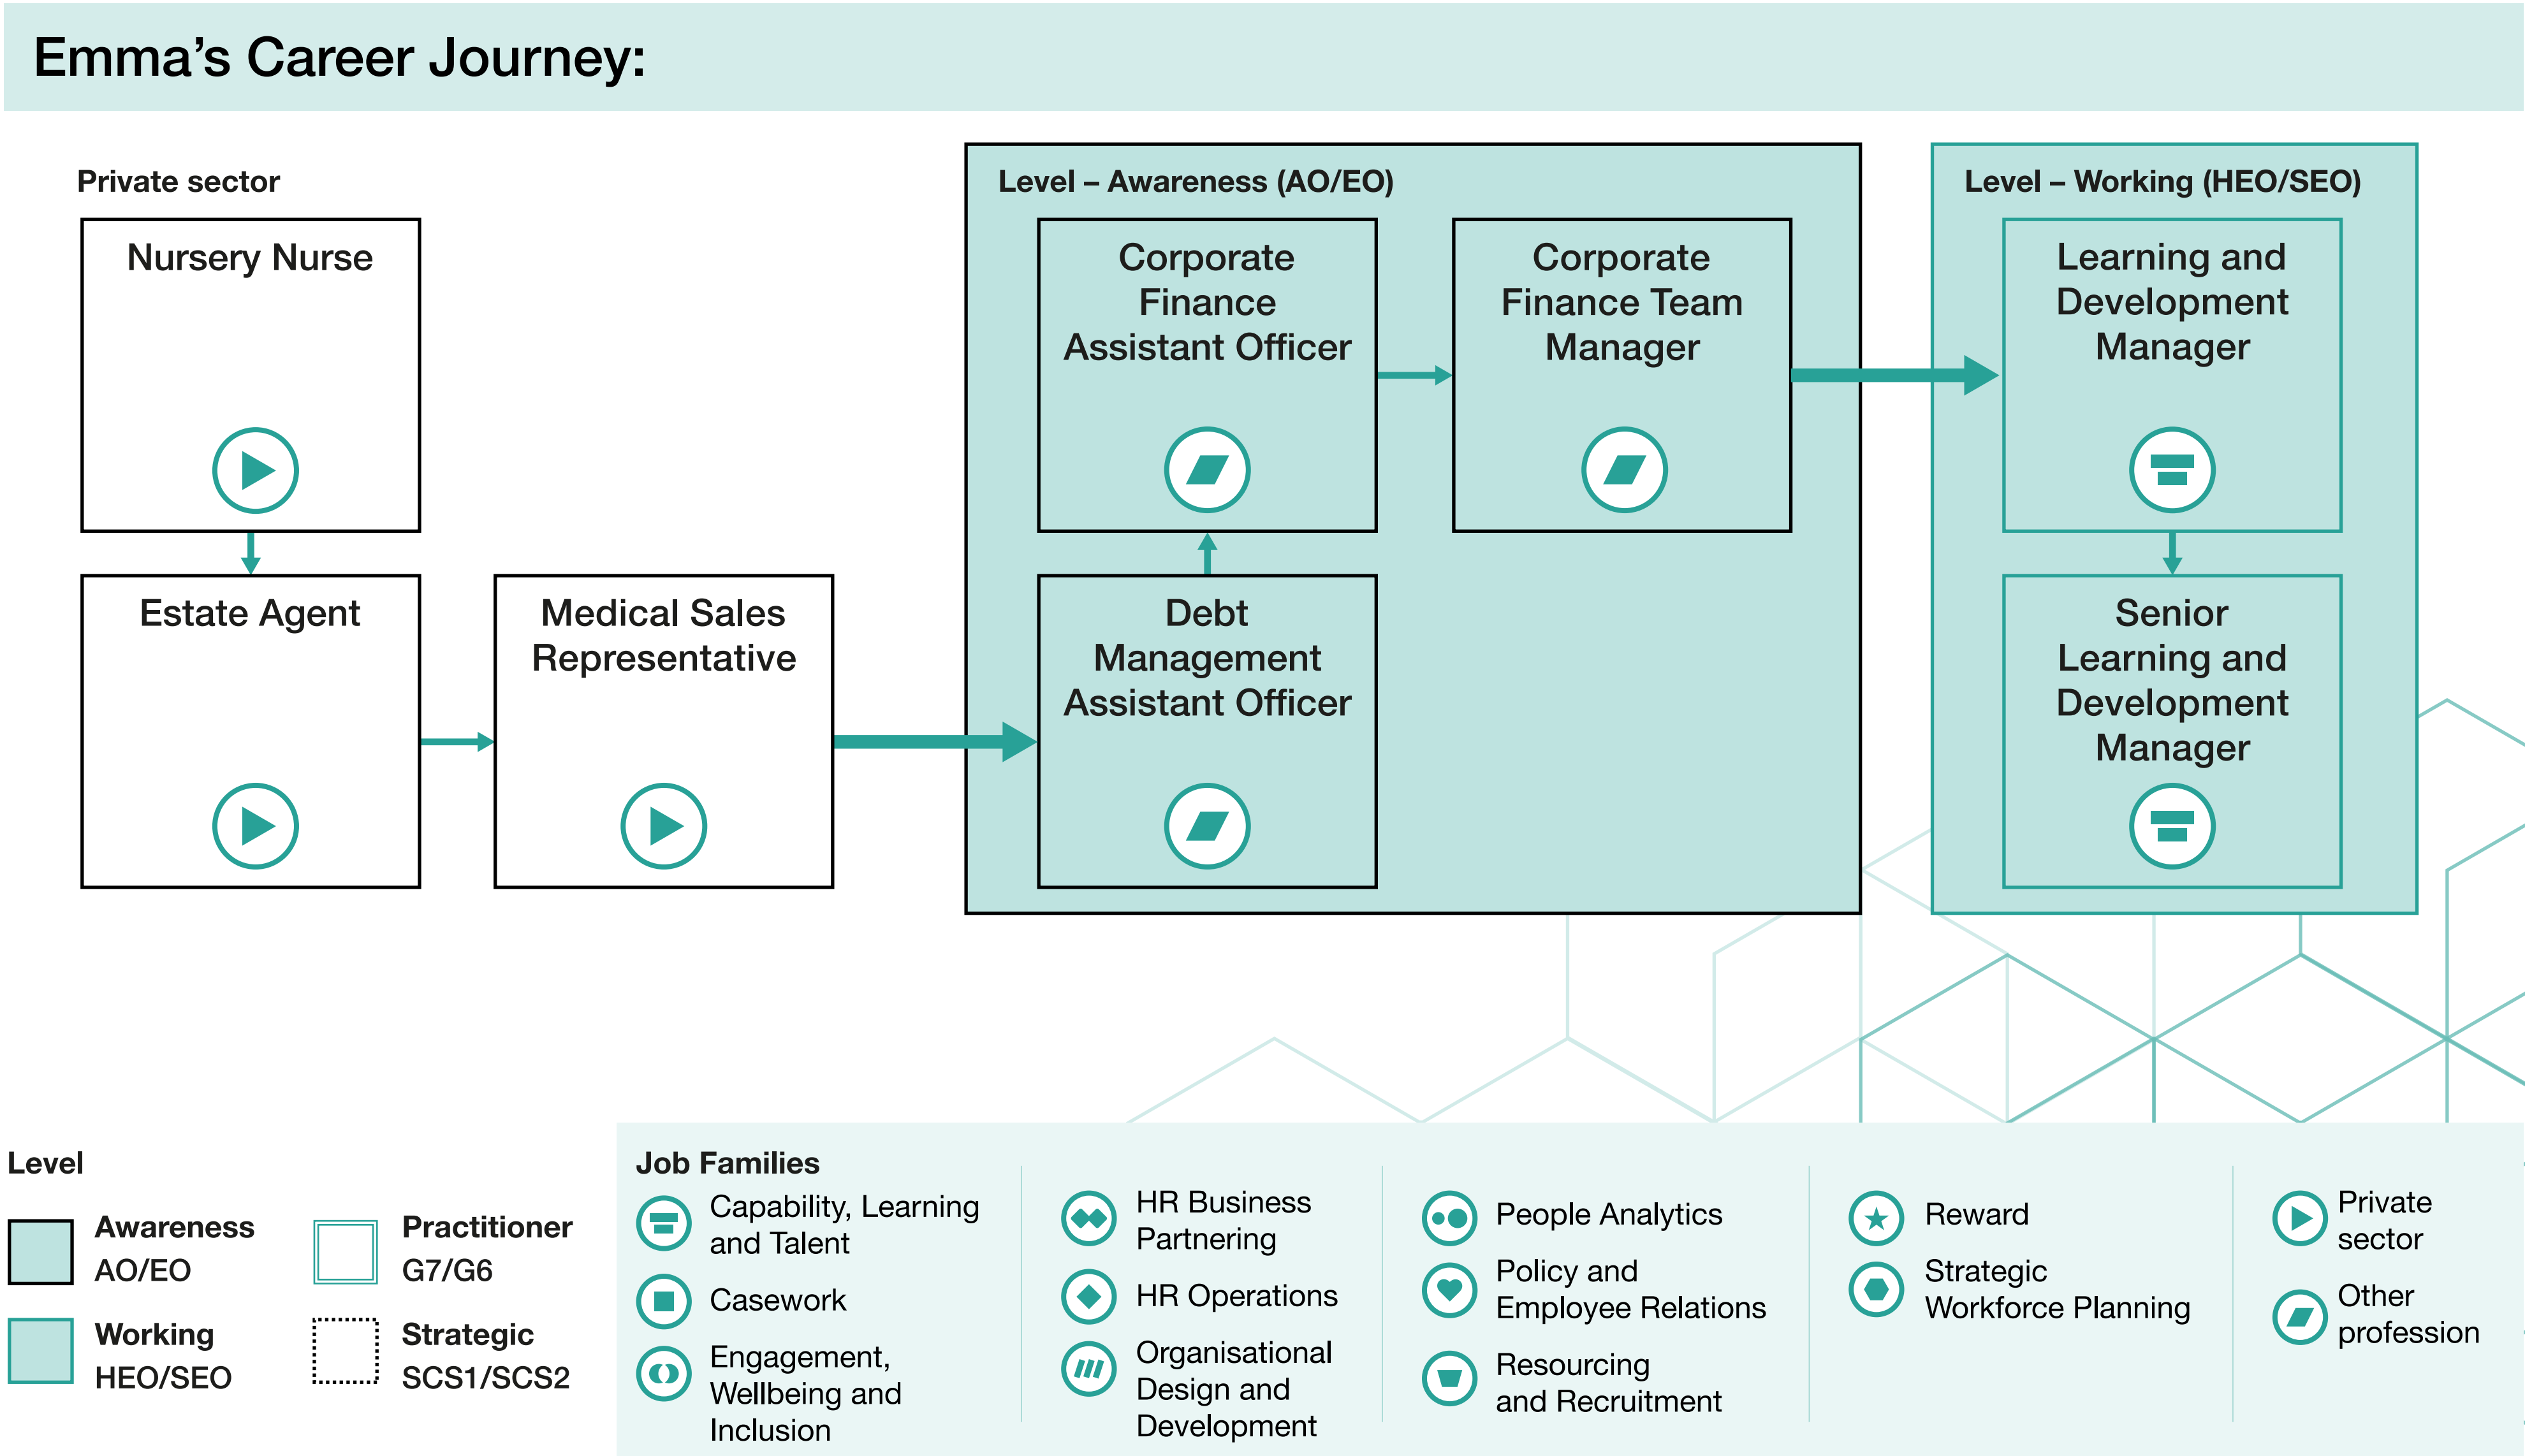 Emma’s Career Journey:
Private sector
Nursery Nurse
Estate Agent
Medical Sales
Representative
Level – Awareness (AO/EO)
Corporate
Finance
Assistant Officer
Corporate
Finance Team
Manager
Debt
Management
Assistant Officer
Level – Working (HEO/SEO)
Learning and
Development
Manager
Senior
Learning and
Development
Manager
Level
Awareness
AO/EO
Working
HEO/SEO
Practitioner
G7/G6
Strategic
SCS1/SCS2
Job Families
Capability, Learning
and Talent
Casework
Engagement,
Wellbeing and
Inclusion
HR Business
Partnering
HR Operations
Organisational
Design and
Development
People Analytics
Policy and
Employee Relations
Resourcing
and Recruitment
Reward
Strategic
Workforce Planning
Private
sector
Other
profession